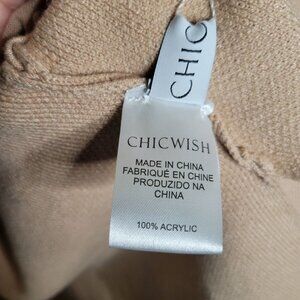 CHIC
CHICWISH
MADE IN CHINA
FABRIQUÉ EN CHINE
PRODUZIDO NA
CHINA
100% ACRYLIC